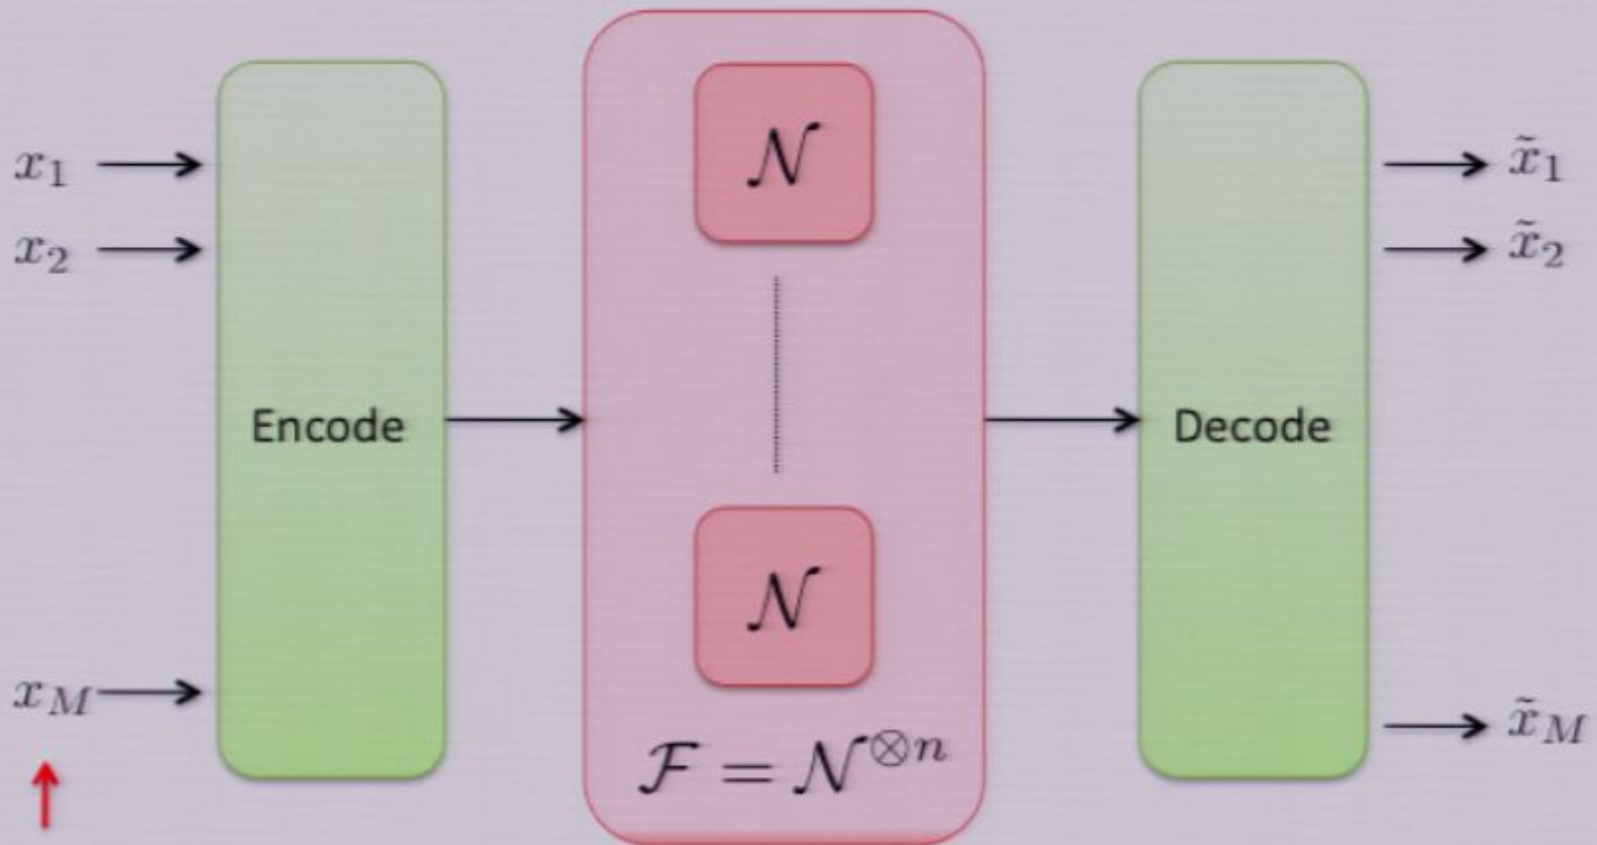 x₁
x₂
x_M
Encode
𝒩
𝒩
ℱ = 𝒩^{⊗n}
Decode
x̃₁
x̃₂
x̃_M